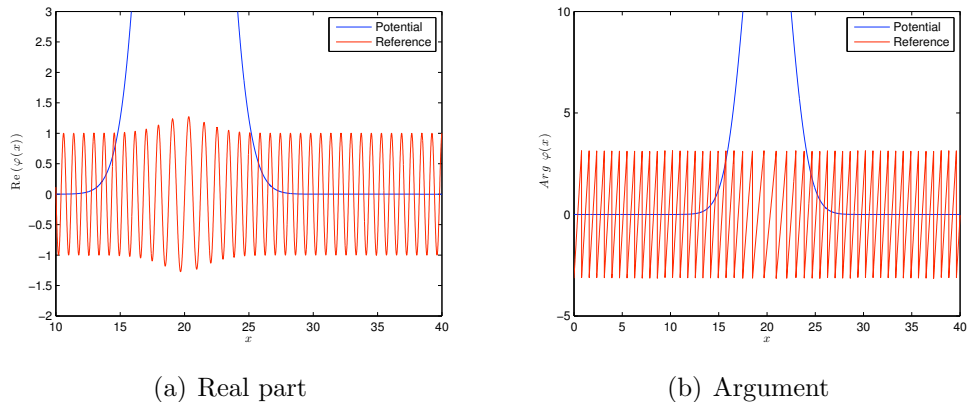 3
2.5
2
1.5
1
0.5
0
−0.5
−1
−1.5
−2
10 15 20 25 30 35 40
x
Re(φ(x))
Potential
Reference
(a) Real part
10
5
0
−5
0 5 10 15 20 25 30 35 40
x
Arg φ(x)
Potential
Reference
(b) Argument